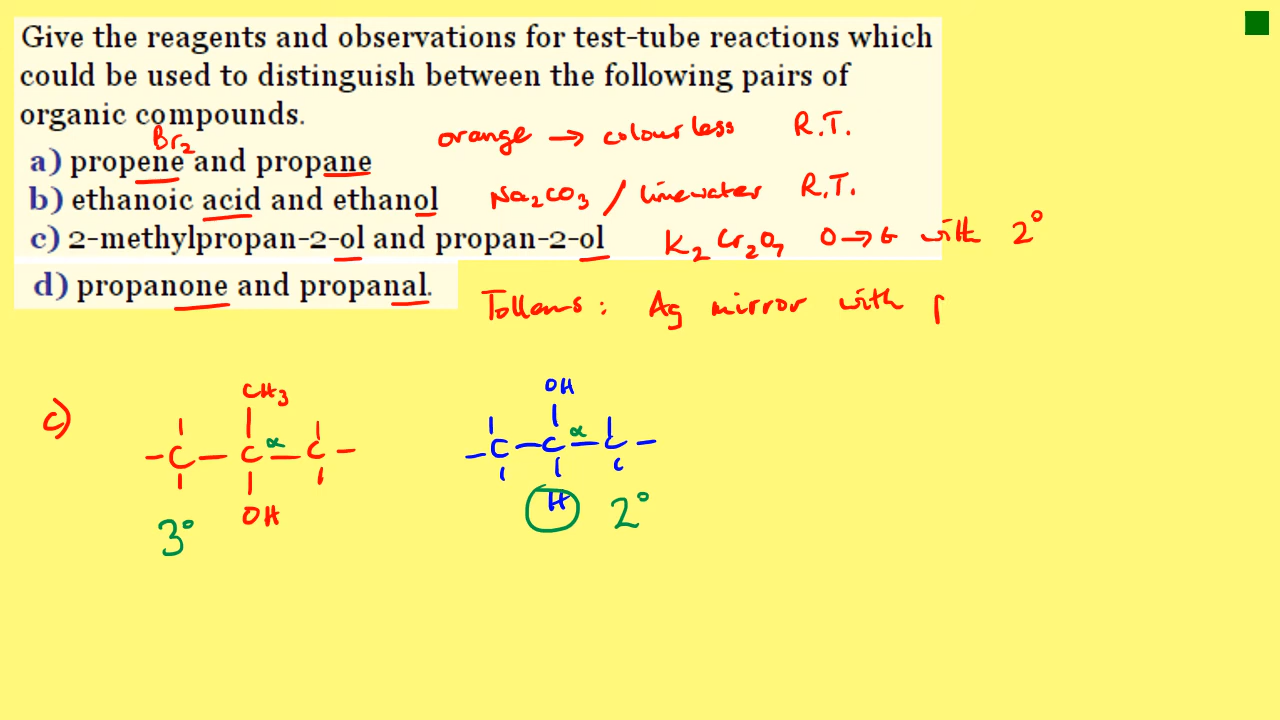 Give the reagents and observations for test-tube reactions which
could be used to distinguish between the following pairs of
organic compounds.
Br2 orange → colourless R.T.
a) propene and propane
b) ethanoic acid and ethanol Na2CO3 / limewater R.T.
c) 2-methylpropan-2-ol and propan-2-ol K2Cr2O7 O→G with 2°
d) propanone and propanal. Tollens: Ag mirror with p
c) CH3 OH
-C-C α-C- -C-C α-C-
OH H
3° 2°